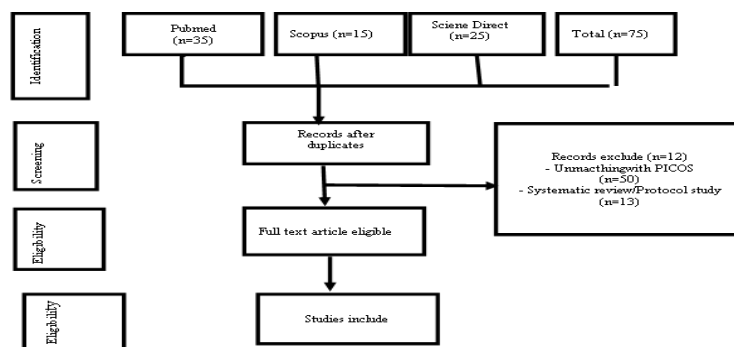 Identification
Pubmed
(n=35)
Scopus (n=15)
Sciene Direct
(n=25)
Total (n=75)
Screening
Records after
duplicates
Records exclude (n=12)
- Unmacthingwith PICOS
(n=50)
- Systematic review/Protocol study
(n=13)
Eligibility
Full text article eligible
Eligibility
Studies include